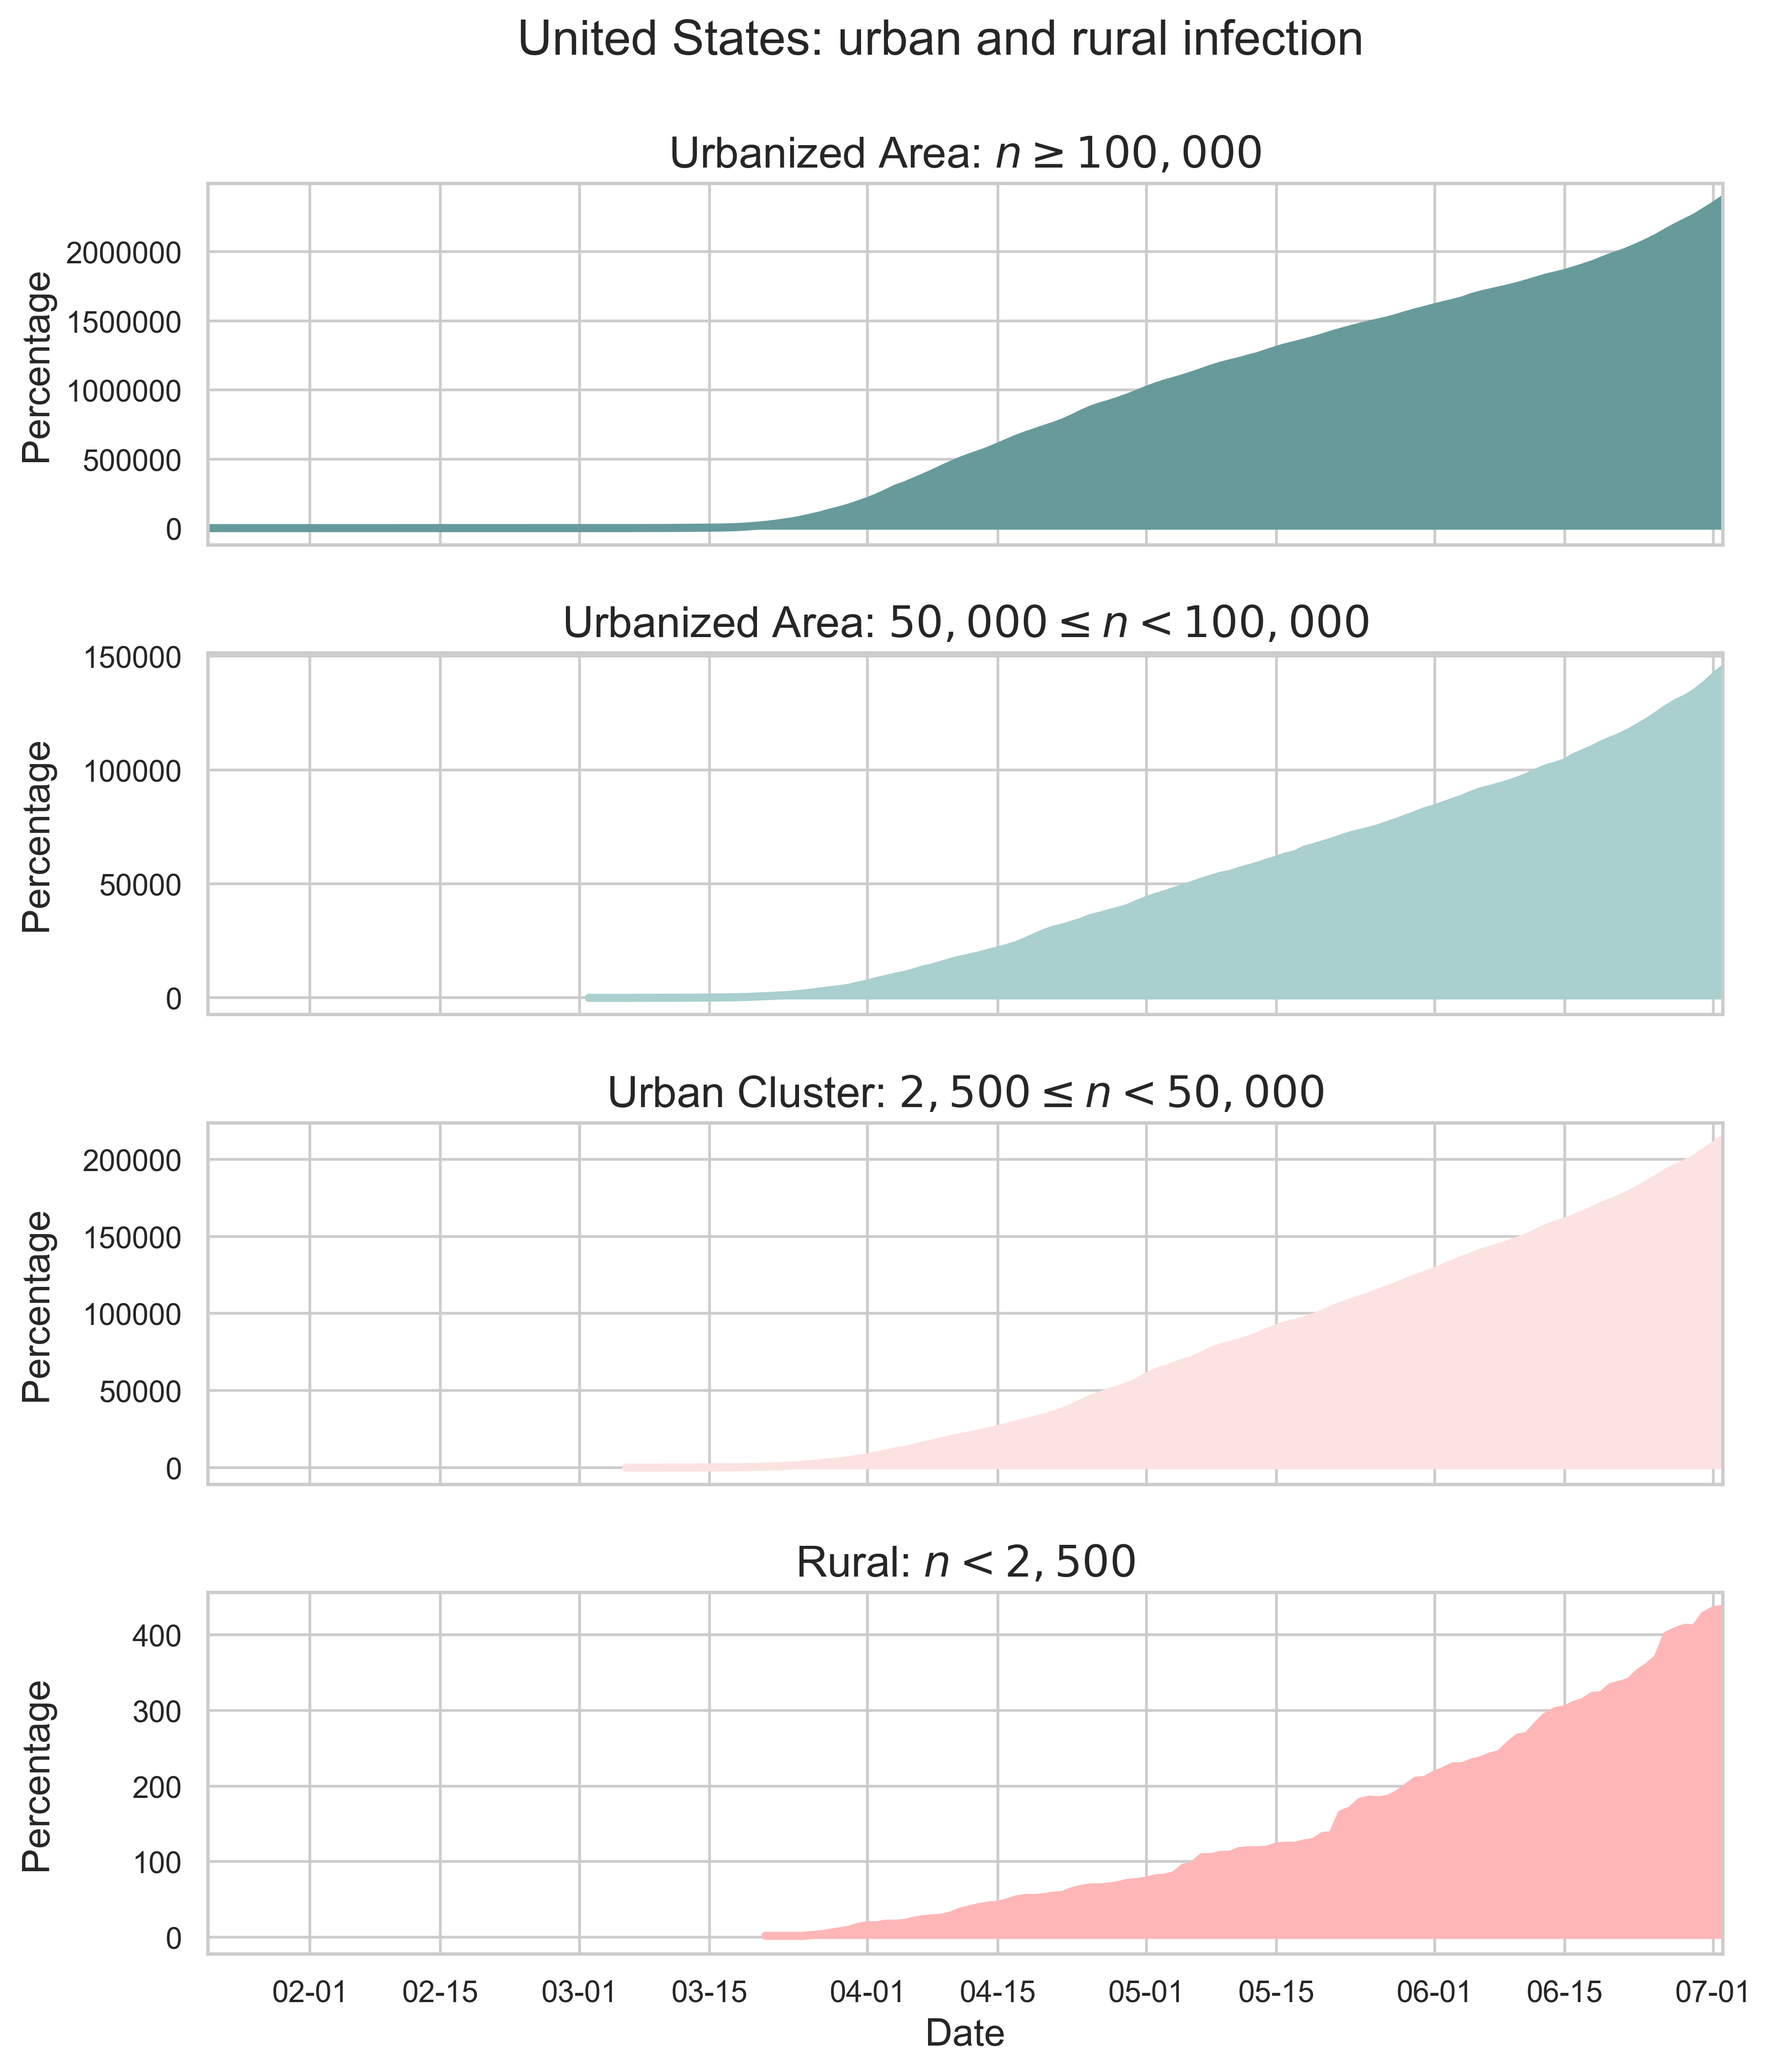 United States: urban and rural infection
Urbanized Area: n ≥ 100, 000
Percentage
2000000
1500000
1000000
500000
0
Urbanized Area: 50, 000 ≤ n < 100, 000
Percentage
150000
100000
50000
0
Urban Cluster: 2, 500 ≤ n < 50, 000
Percentage
200000
150000
100000
50000
0
Rural: n < 2, 500
Percentage
400
300
200
100
0
02-01 02-15 03-01 03-15 04-01 04-15 05-01 05-15 06-01 06-15 07-01
Date